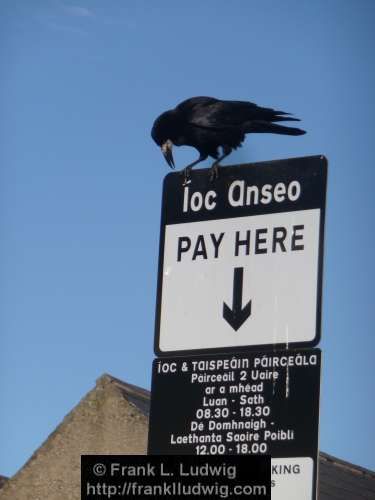 Íoc Anseo
PAY HERE
ÍOC & TAISPEÁIN PÁIRCEÁLA
Páirceáil 2 Uaire
ar a mhéad
Luan - Sath
08.30 - 18.30
De Domhnaigh -
Laethanta Saoire Poiblí
12.00 - 18.00
KING
© Frank L. Ludwig
http://franklludwig.com